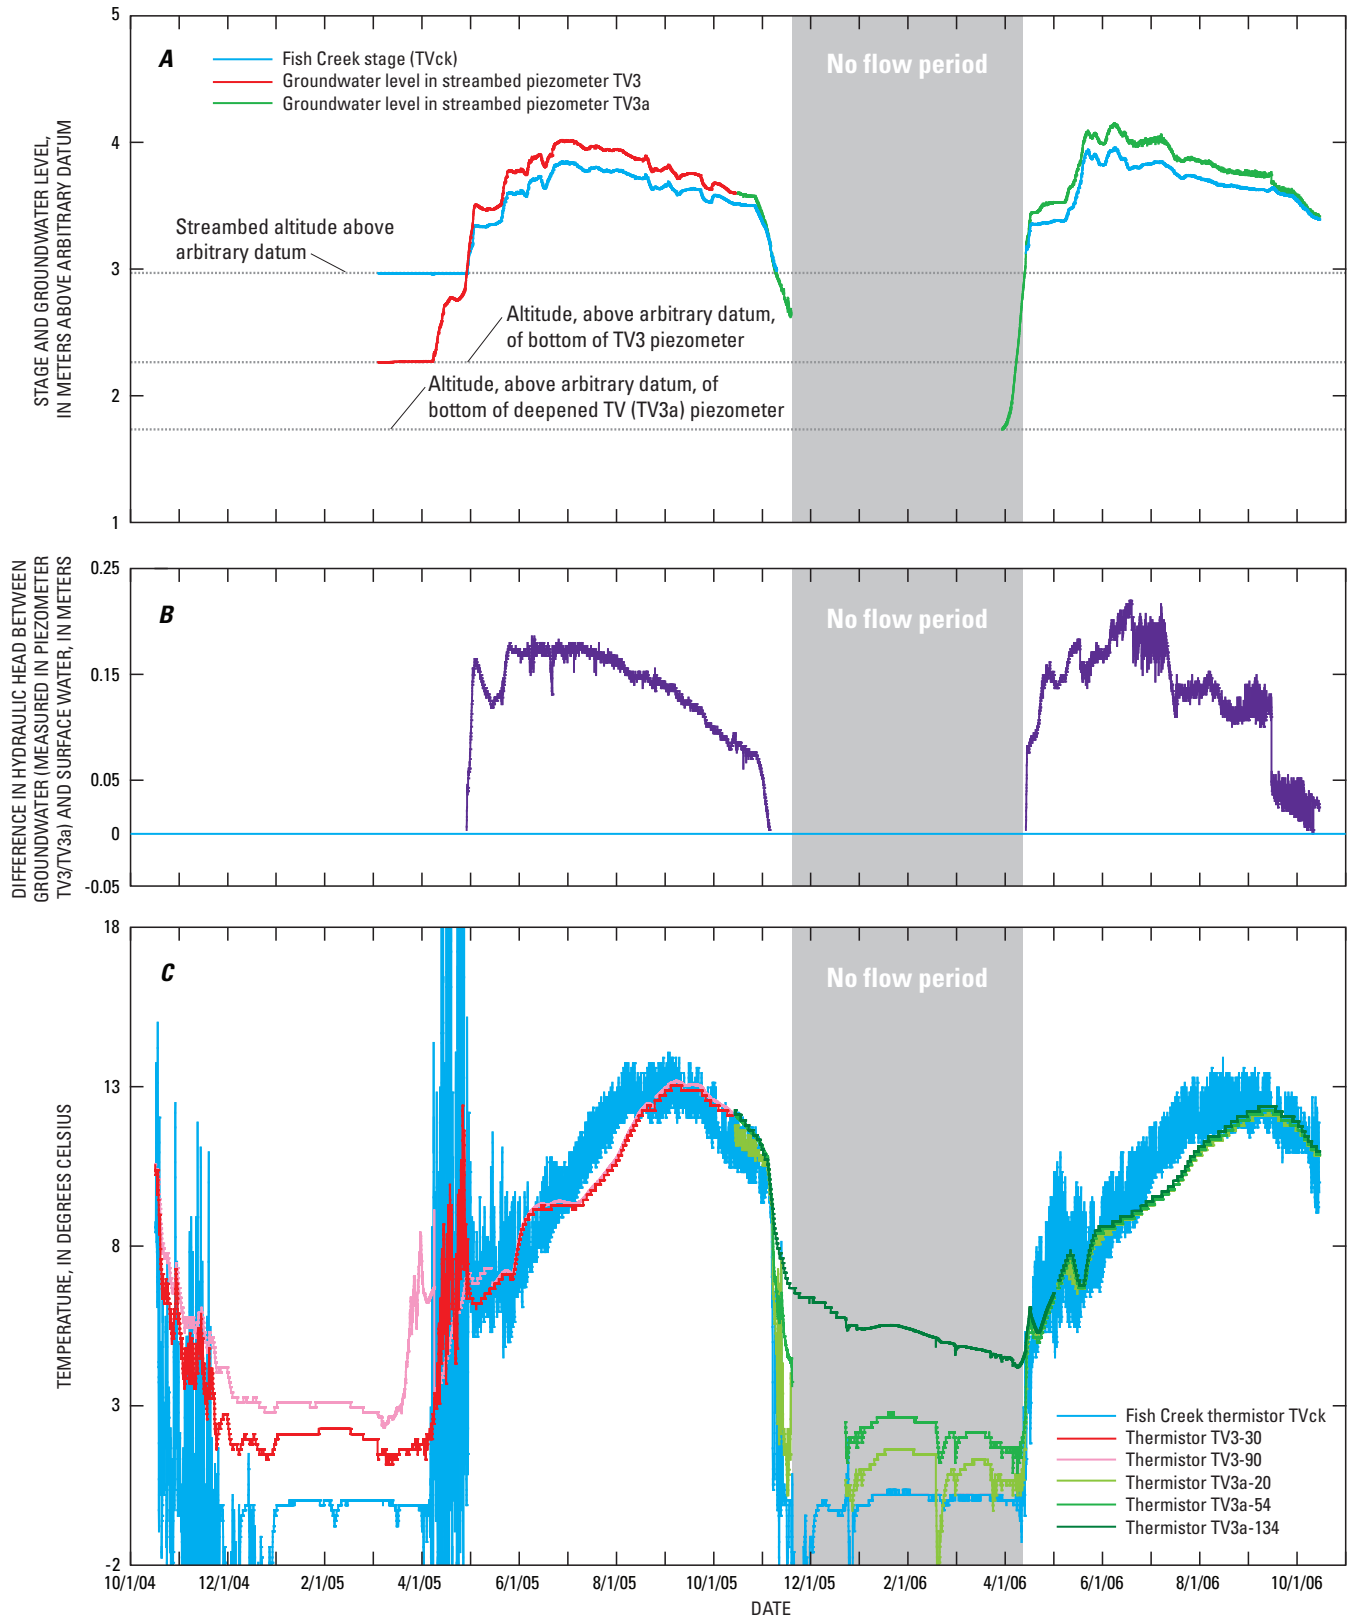 5
4
3
2
1
STAGE AND GROUNDWATER LEVEL,
IN METERS ABOVE ARBITRARY DATUM
A
Fish Creek stage (TVck)
Groundwater level in streambed piezometer TV3
Groundwater level in streambed piezometer TV3a
No flow period
Streambed altitude above
arbitrary datum
Altitude, above arbitrary datum,
of bottom of TV3 piezometer
Altitude, above arbitrary datum, of
bottom of deepened TV (TV3a) piezometer
0.25
0.15
0.05
0
-0.05
DIFFERENCE IN HYDRAULIC HEAD BETWEEN
GROUNDWATER (MEASURED IN PIEZOMETER
TV3/TV3a) AND SURFACE WATER, IN METERS
B
No flow period
18
13
8
3
-2
TEMPERATURE, IN DEGREES CELSIUS
C
No flow period
Fish Creek thermistor TVck
Thermistor TV3-30
Thermistor TV3-90
Thermistor TV3a-20
Thermistor TV3a-54
Thermistor TV3a-134
10/1/04 12/1/04 2/1/05 4/1/05 6/1/05 8/1/05 10/1/05 12/1/05 2/1/06 4/1/06 6/1/06 8/1/06 10/1/06
DATE